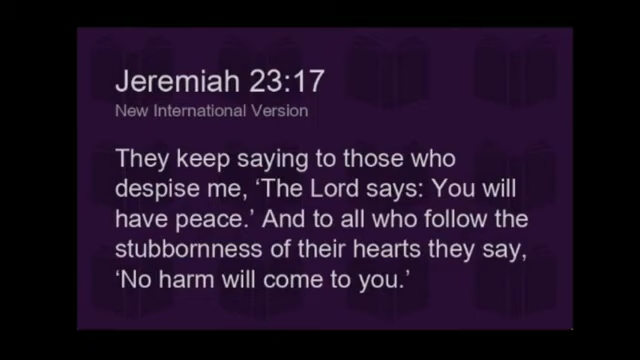 Jeremiah 23:17
New International Version
They keep saying to those who
despise me, ‘The Lord says: You will
have peace.’ And to all who follow the
stubbornness of their hearts they say,
‘No harm will come to you.’